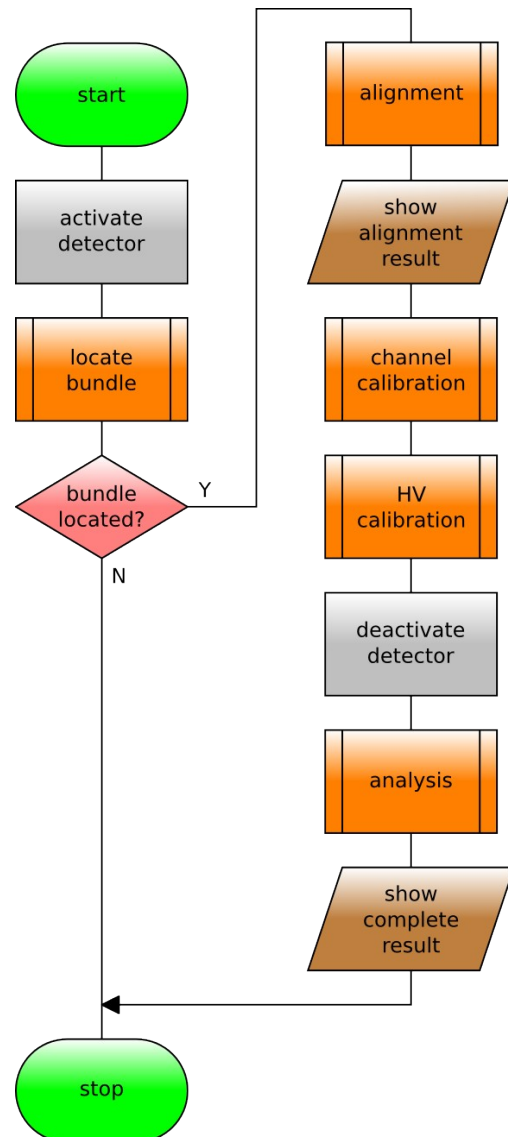 start
activate
detector
locate
bundle
bundle
located?
Y
N
alignment
show
alignment
result
channel
calibration
HV
calibration
deactivate
detector
analysis
show
complete
result
stop